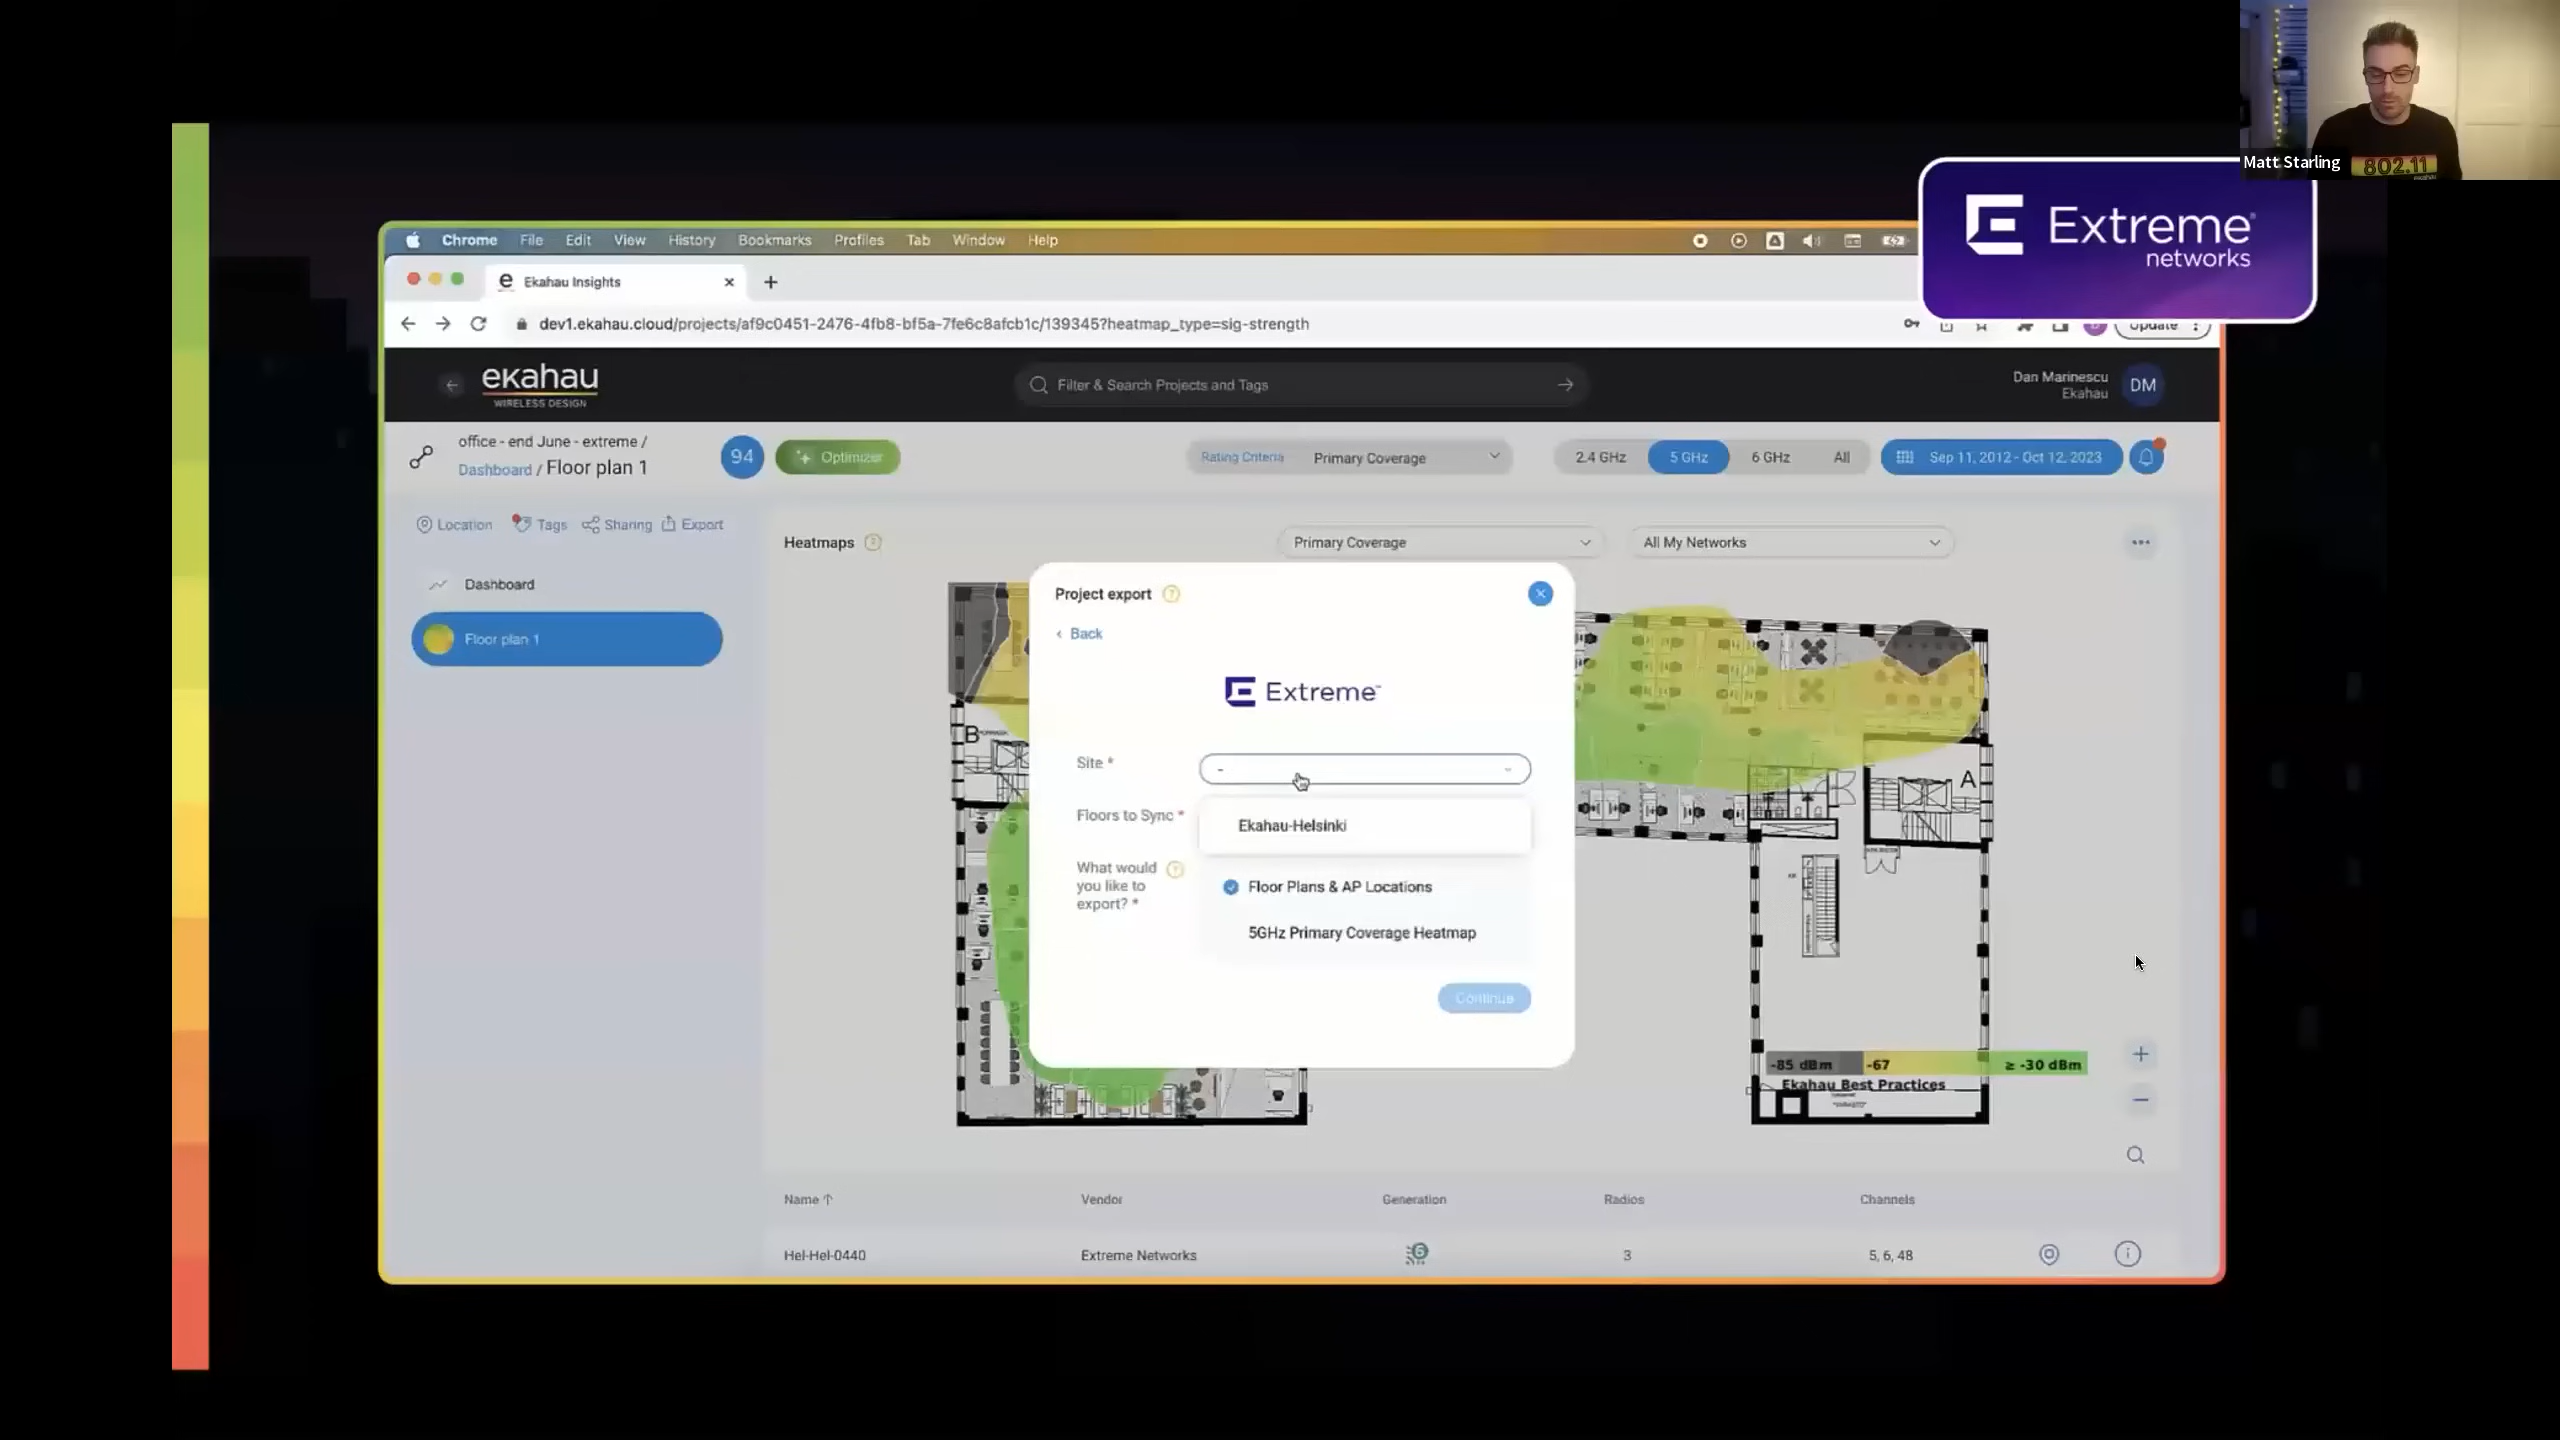 Matt Starling
802.11
Extreme
networks
Chrome File Edit View History Bookmarks Profiles Tab Window Help
Ekahau Insights
dev1.ekahau.cloud/projects/af9c0451-2476-4fb8-bf5a-7fe6c8afcb1c/139345?heatmap_type=sig-strength
Update
ekahau
WIRELESS DESIGN
Filter & Search Projects and Tags
Dan Marinescu
Ekahau
DM
office - end June - extreme /
Dashboard / Floor plan 1
94
Optimizer
Rating Criteria Primary Coverage
2.4 GHz 5 GHz 6 GHz All
Sep 11, 2012 - Oct 12, 2023
Location Tags Sharing Export
Dashboard
Floor plan 1
Heatmaps
Primary Coverage
All My Networks
Project export
Back
Extreme
Site *
-
Floors to Sync *
Ekahau-Helsinki
What would
you like to
export? *
Floor Plans & AP Locations
5GHz Primary Coverage Heatmap
Continue
B
A
-85 dBm -67 ≥ -30 dBm
Ekahau Best Practices
Name ↑ Vendor Generation Radios Channels
Hel-Hel-0440 Extreme Networks 6 3 5, 6, 48